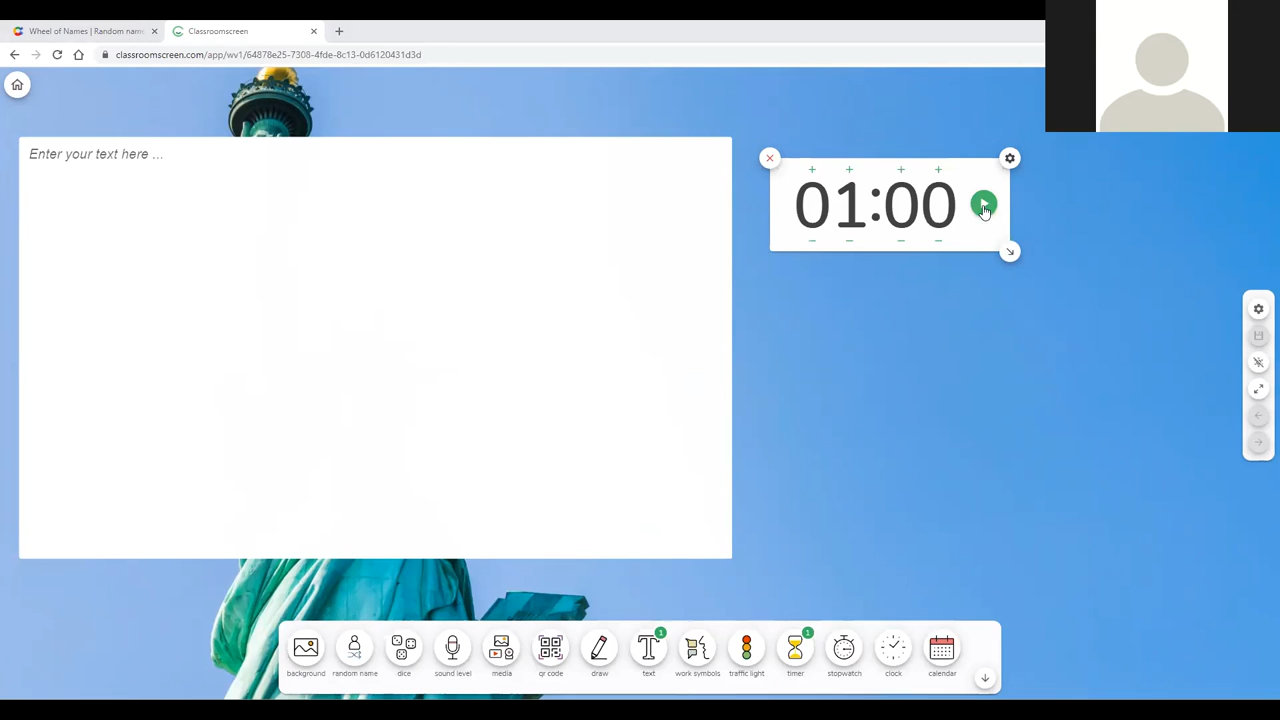 Wheel of Names | Random nam
Classroomscreen
classroomscreen.com/app/wv1/64878e25-7308-4fde-8c13-0d6120431d3d
Enter your text here ...
01:00
1
1
background
random name
dice
sound level
media
qr code
draw
text
work symbols
traffic light
timer
stopwatch
clock
calendar